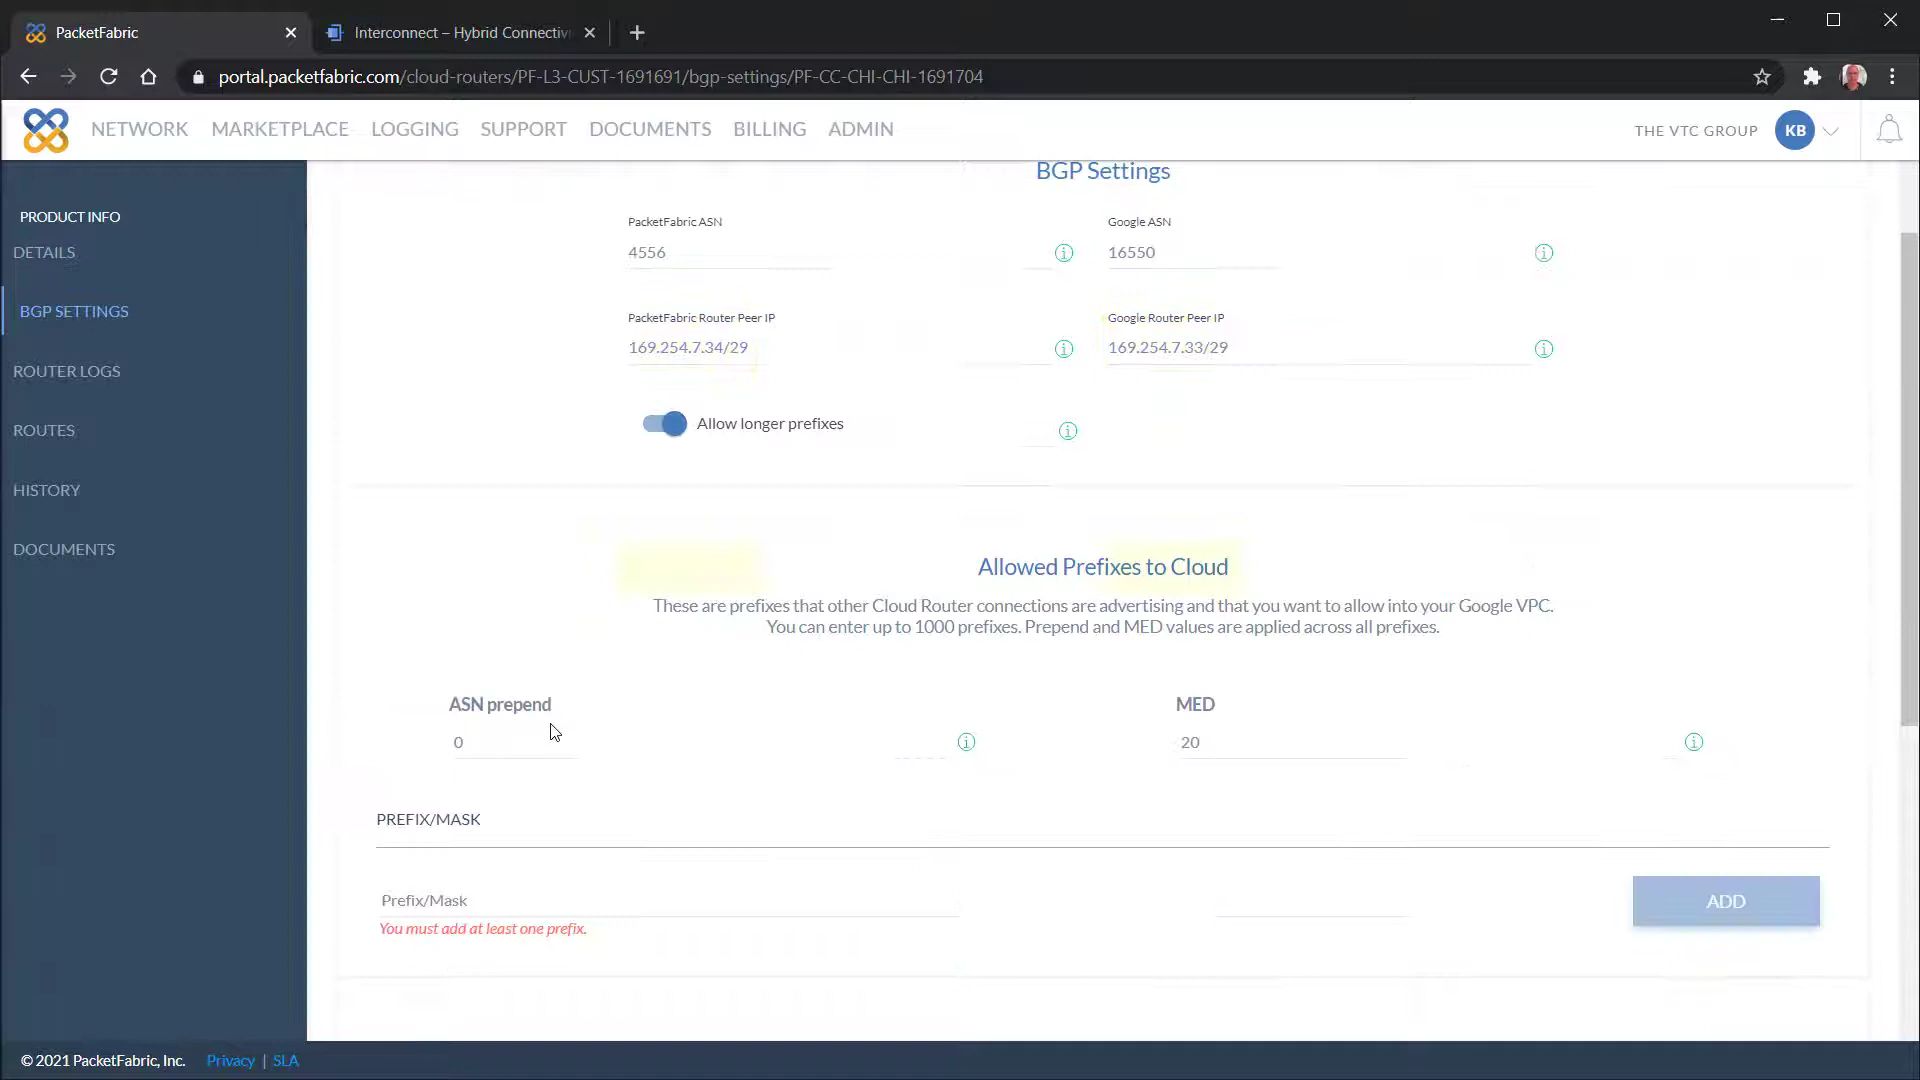 PacketFabric
Interconnect – Hybrid Connectiv
portal.packetfabric.com/cloud-routers/PF-L3-CUST-1691691/bgp-settings/PF-CC-CHI-CHI-1691704
NETWORK MARKETPLACE LOGGING SUPPORT DOCUMENTS BILLING ADMIN
THE VTC GROUP KB
PRODUCT INFO
DETAILS
BGP SETTINGS
ROUTER LOGS
ROUTES
HISTORY
DOCUMENTS
BGP Settings
PacketFabric ASN
4556
Google ASN
16550
PacketFabric Router Peer IP
169.254.7.34/29
Google Router Peer IP
169.254.7.33/29
Allow longer prefixes
Allowed Prefixes to Cloud
These are prefixes that other Cloud Router connections are advertising and that you want to allow into your Google VPC.
You can enter up to 1000 prefixes. Prepend and MED values are applied across all prefixes.
ASN prepend
0
MED
20
PREFIX/MASK
Prefix/Mask
ADD
You must add at least one prefix.
© 2021 PacketFabric, Inc. Privacy | SLA